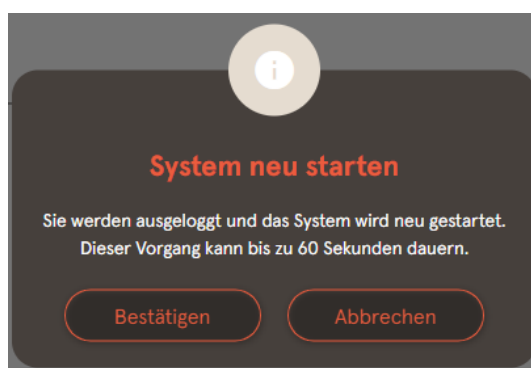 System neu starten
Sie werden ausgeloggt und das System wird neu gestartet.
Dieser Vorgang kann bis zu 60 Sekunden dauern.
Bestätigen
Abbrechen